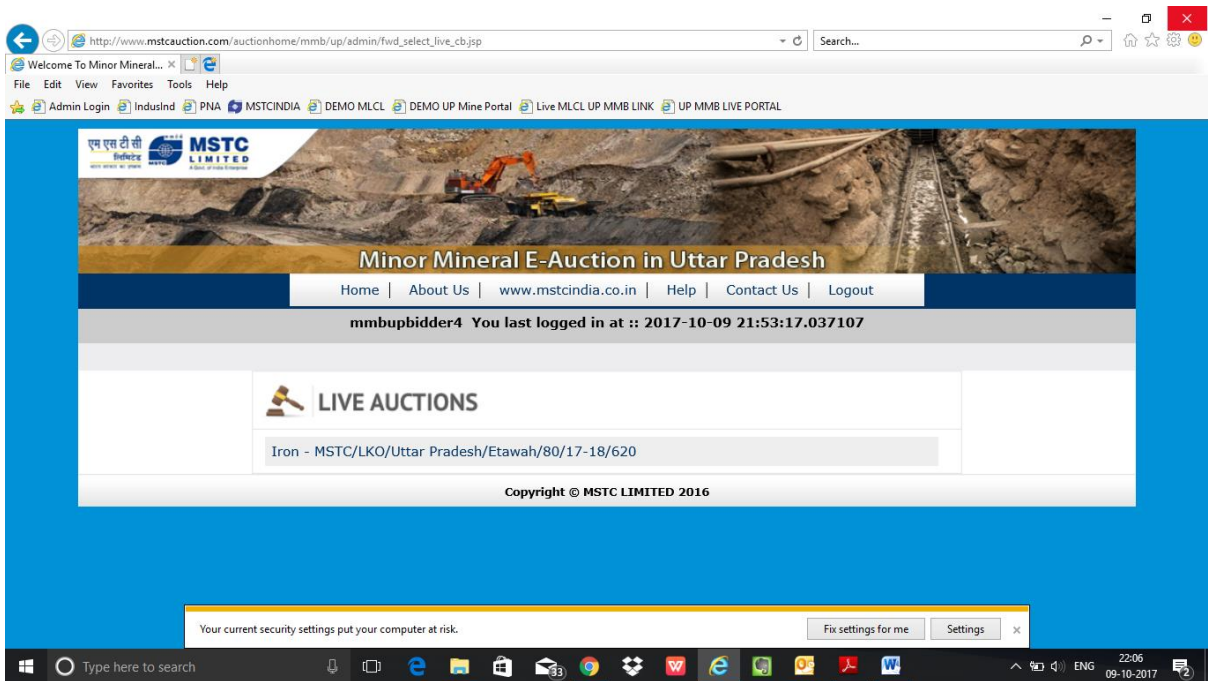 http://www.mstcauction.com/auctionhome/mmb/up/admin/fwd_select_live_cb.jsp
Search...
Welcome To Minor Mineral...
File Edit View Favorites Tools Help
Admin Login IndusInd PNA MSTCINDIA DEMO MLCL DEMO UP Mine Portal Live MLCL UP MMB LINK UP MMB LIVE PORTAL
एम एस टी सी
लिमिटेड
MSTC
LIMITED
Minor Mineral E-Auction in Uttar Pradesh
Home | About Us | www.mstcindia.co.in | Help | Contact Us | Logout
mmbupbidder4 You last logged in at :: 2017-10-09 21:53:17.037107
LIVE AUCTIONS
Iron - MSTC/LKO/Uttar Pradesh/Etawah/80/17-18/620
Copyright © MSTC LIMITED 2016
Your current security settings put your computer at risk.
Fix settings for me
Settings
Type here to search
33
ENG
22:06
09-10-2017
2